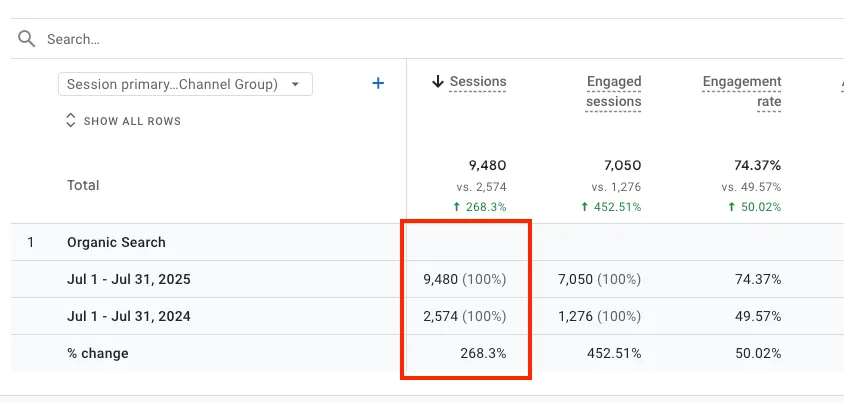 Search…
Session primary…Channel Group)
+
↓ Sessions
Engaged sessions
Engagement rate
SHOW ALL ROWS
Total
9,480
7,050
74.37%
vs. 2,574
vs. 1,276
vs. 49.57%
↑ 268.3%
↑ 452.51%
↑ 50.02%
1 Organic Search
Jul 1 - Jul 31, 2025 9,480 (100%) 7,050 (100%) 74.37%
Jul 1 - Jul 31, 2024 2,574 (100%) 1,276 (100%) 49.57%
% change 268.3% 452.51% 50.02%